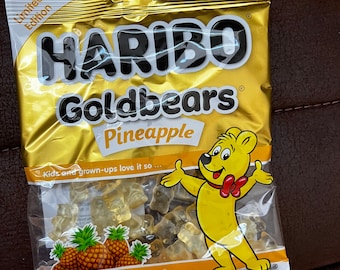 Limited
Edition
HARIBO
Goldbears®
Pineapple
Kids and grown-ups love it so ...